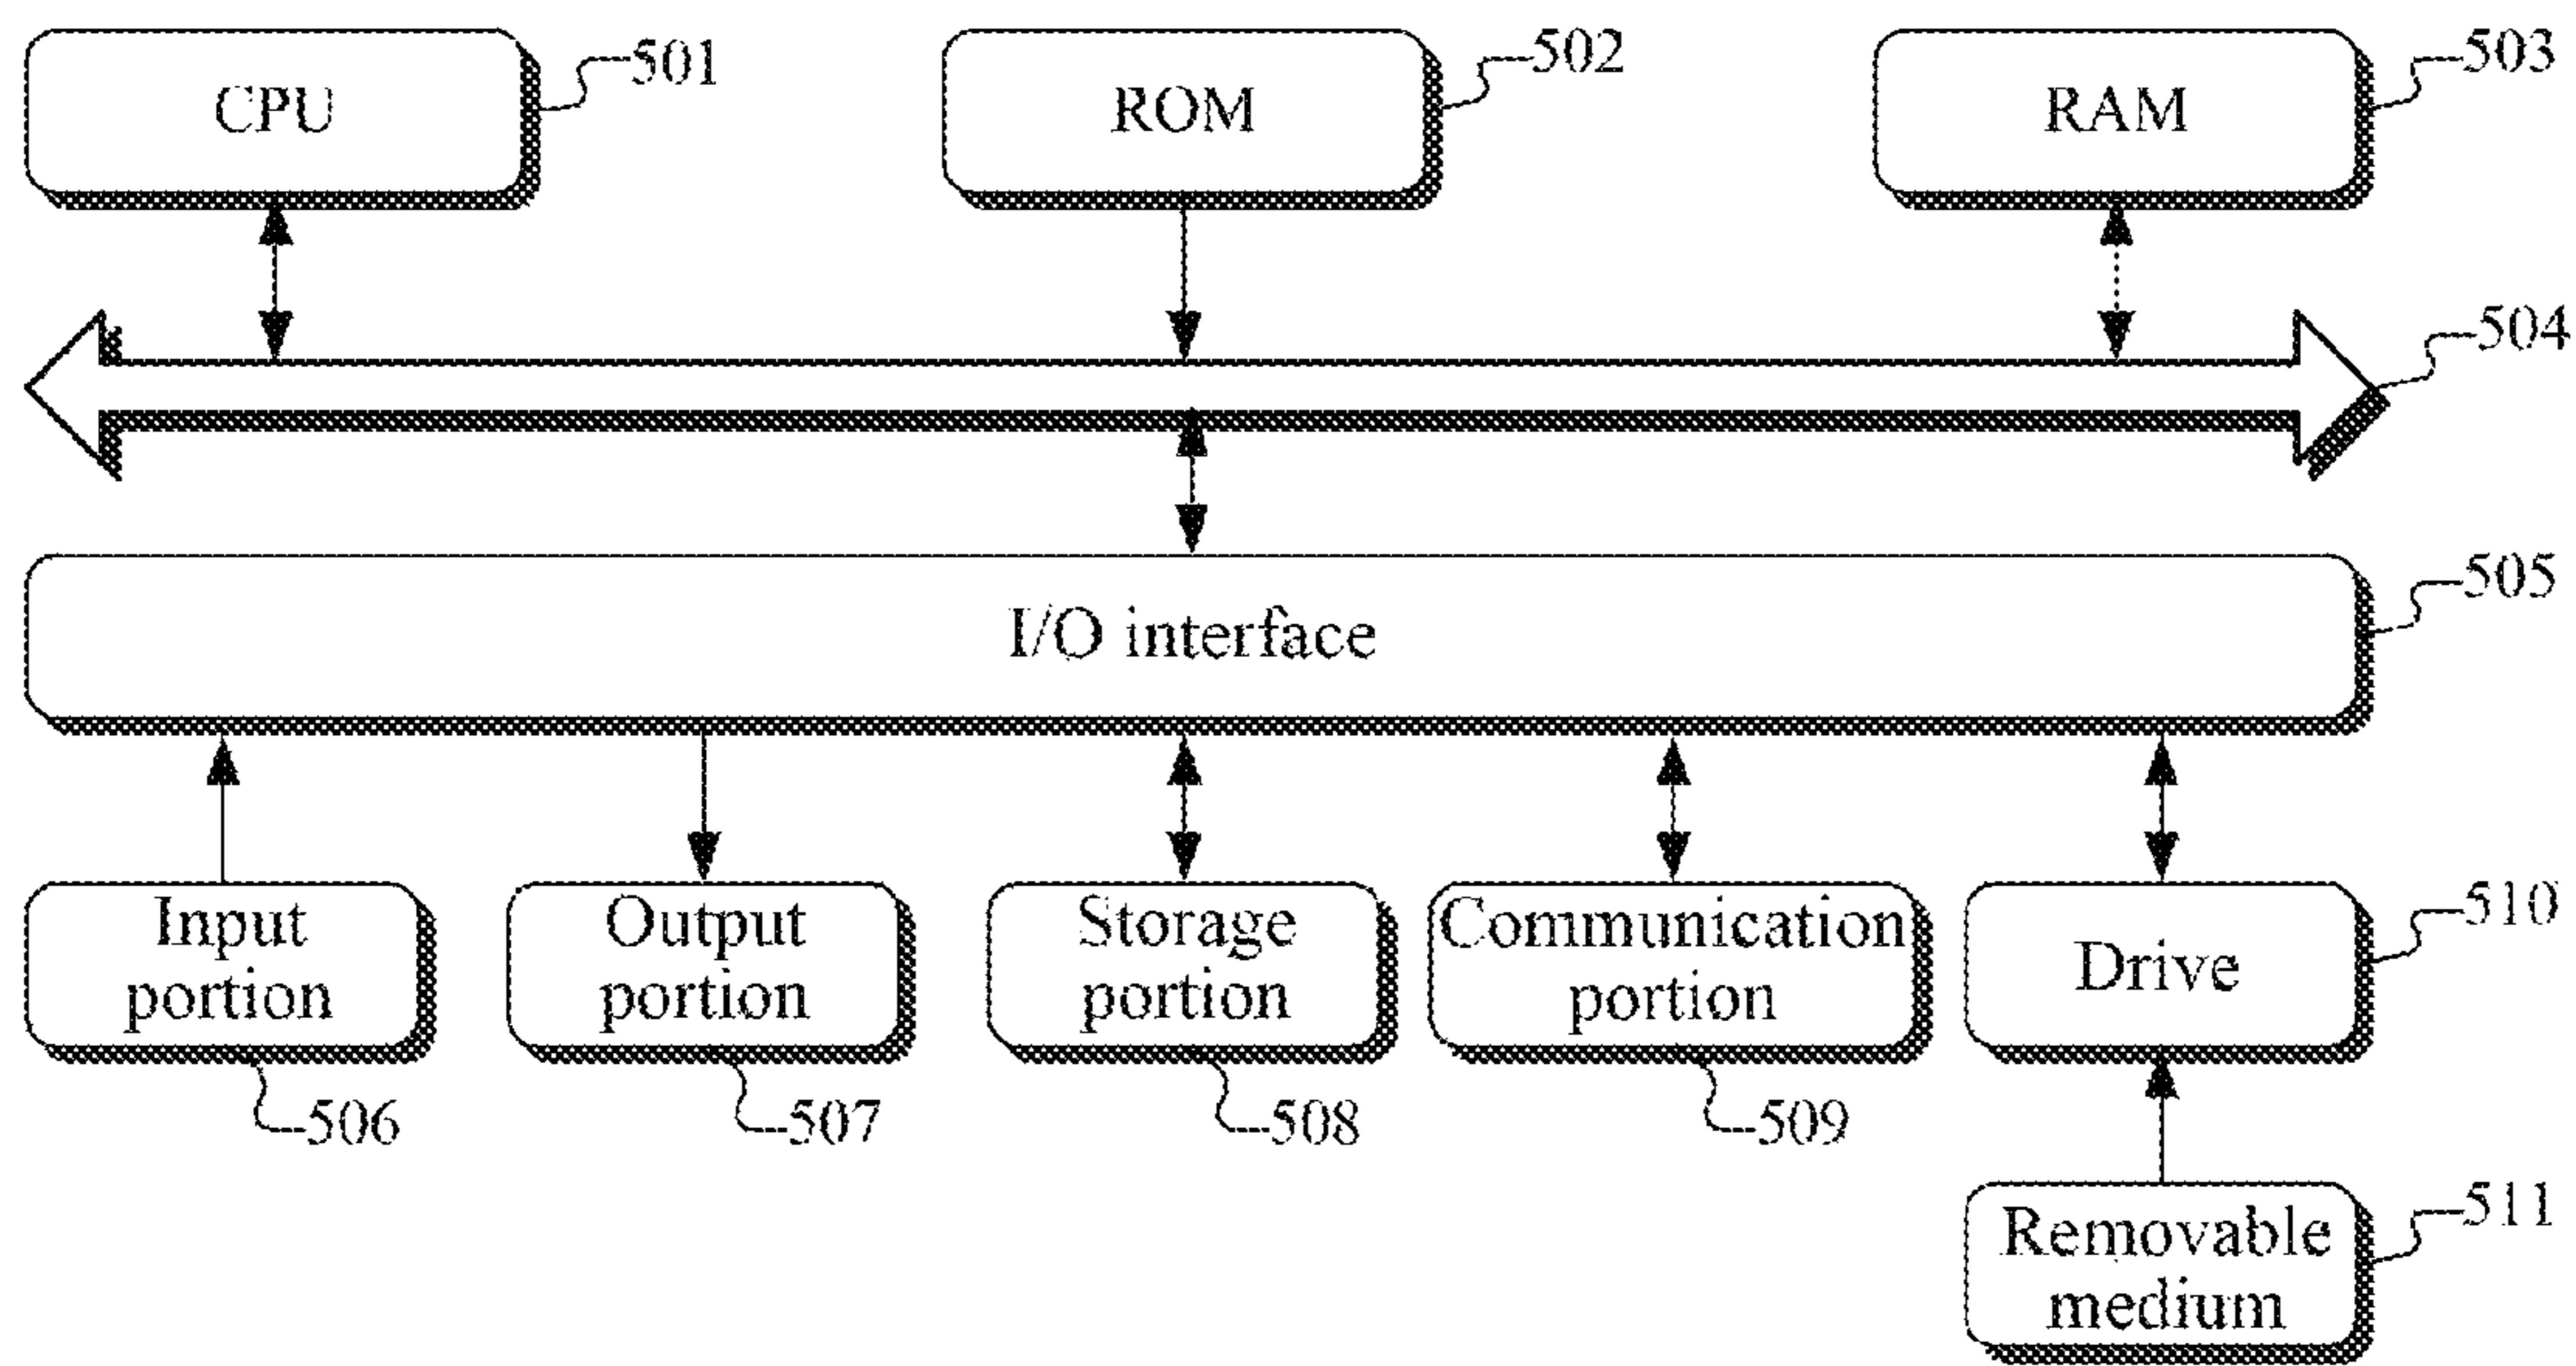 CPU
501
ROM
502
RAM
503
504
I/O interface
505
Input
portion
506
Output
portion
507
Storage
portion
508
Communication
portion
509
Drive
510
Removable
medium
511